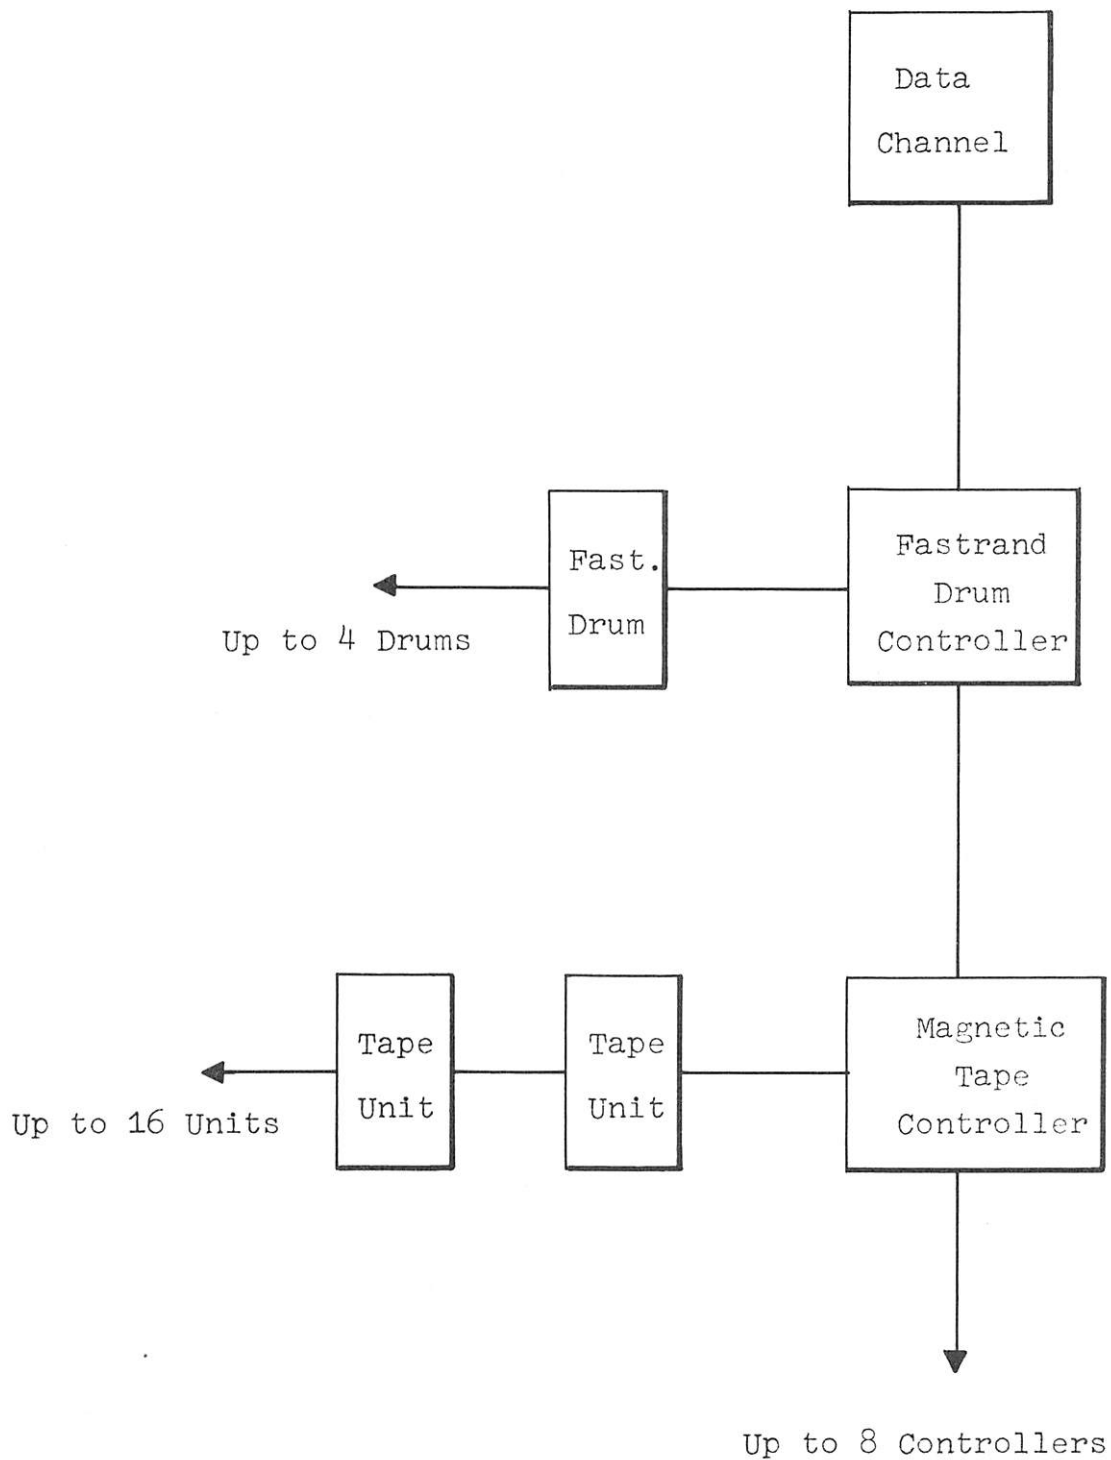 Data
Channel
Fastrand
Drum
Controller
Fast.
Drum
Up to 4 Drums
Magnetic
Tape
Controller
Tape
Unit
Tape
Unit
Up to 16 Units
Up to 8 Controllers